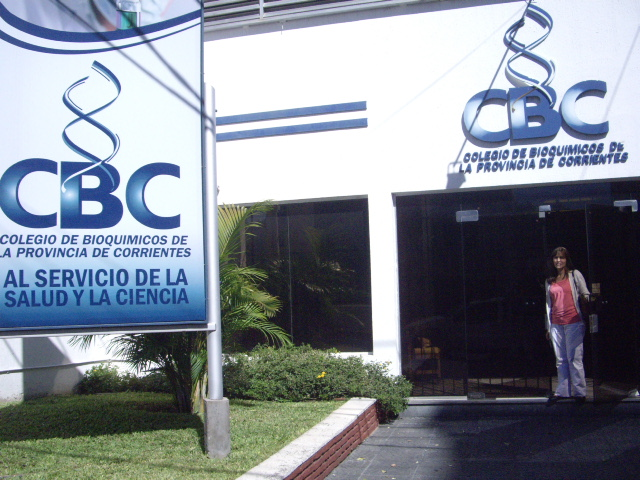 CBC
COLEGIO DE BIOQUIMICOS DE
LA PROVINCIA DE CORRIENTES
AL SERVICIO DE LA
SALUD Y LA CIENCIA
CBC
COLEGIO DE BIOQUIMICOS DE
LA PROVINCIA DE CORRIENTES